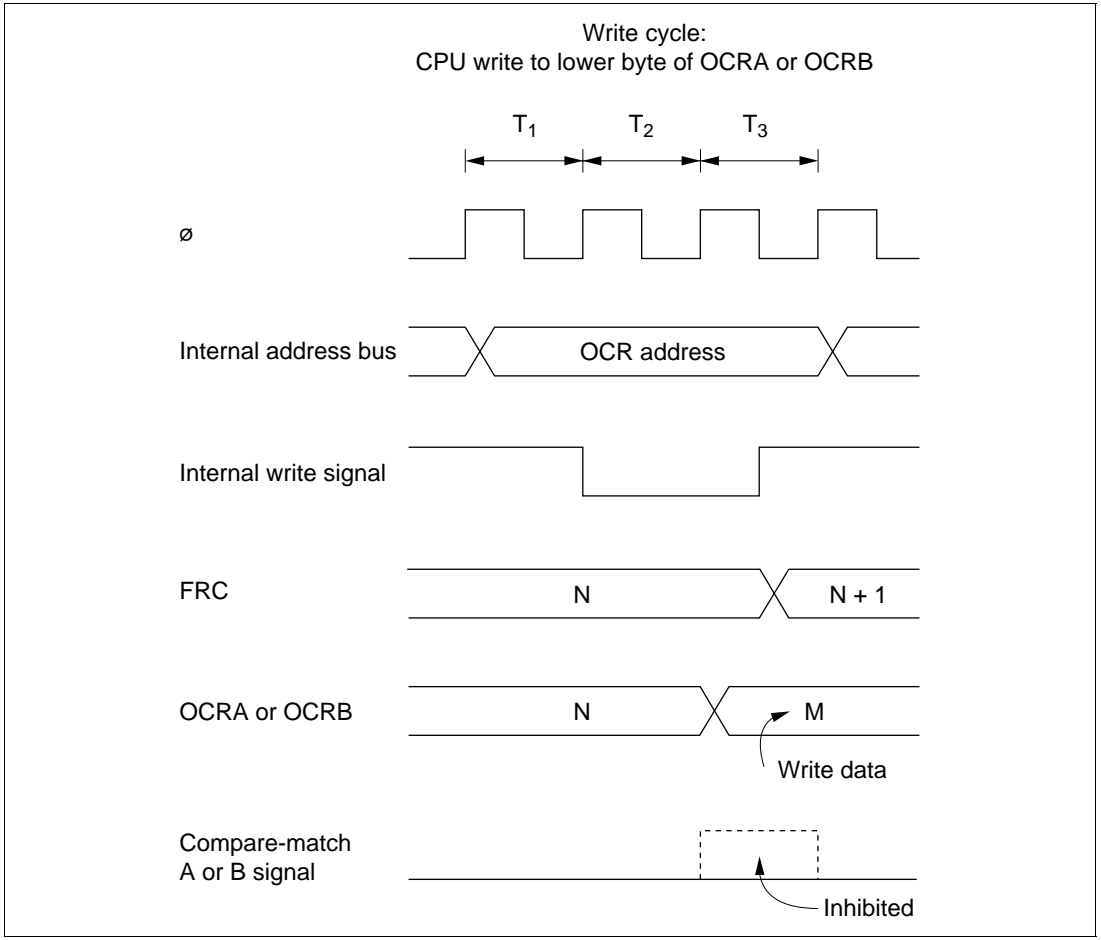 Write cycle:
CPU write to lower byte of OCRA or OCRB
T1 T2 T3
ø
Internal address bus OCR address
Internal write signal
FRC N N + 1
OCRA or OCRB N M
Write data
Compare-match
A or B signal
Inhibited